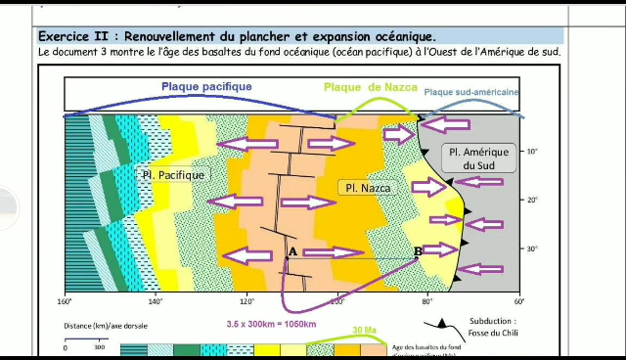 Exercice II : Renouvellement du plancher et expansion océanique.
Le document 3 montre le l'âge des basaltes du fond océanique (océan pacifique) à l'Ouest de l'Amérique de sud.
Plaque pacifique
Plaque de Nazca
Plaque sud-américaine
Pl. Pacifique
Pl. Nazca
Pl. Amérique
du Sud
10°
20°
30°
A
B
160°
140°
120°
100°
80°
60°
Distance (km)/axe dorsale
0
300
3.5 x 300km = 1050km
30 Ma
Subduction :
Fosse du Chili
Age des basaltes du fond